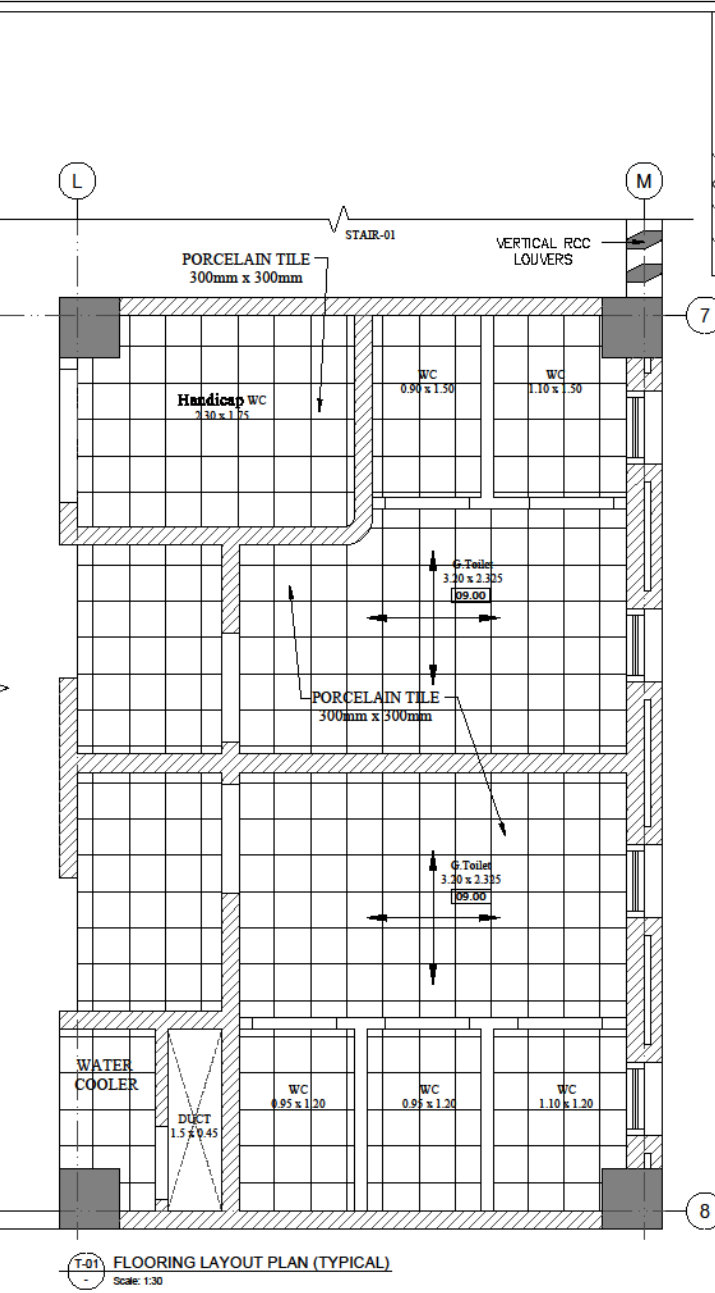 L
M
STAIR-01
VERTICAL RCC
LOUVERS
PORCELAIN TILE
300mm x 300mm
7
WC
0.90 x 1.50
WC
1.10 x 1.50
Handicap WC
2.30 x 1.75
G.Toilet
3.20 x 2.325
09.00
PORCELAIN TILE
300mm x 300mm
G.Toilet
3.20 x 2.325
09.00
WATER
COOLER
DUCT
1.5 x 0.45
WC
0.95 x 1.20
WC
0.95 x 1.20
WC
1.10 x 1.20
8
T-01
-
FLOORING LAYOUT PLAN (TYPICAL)
Scale: 1:30